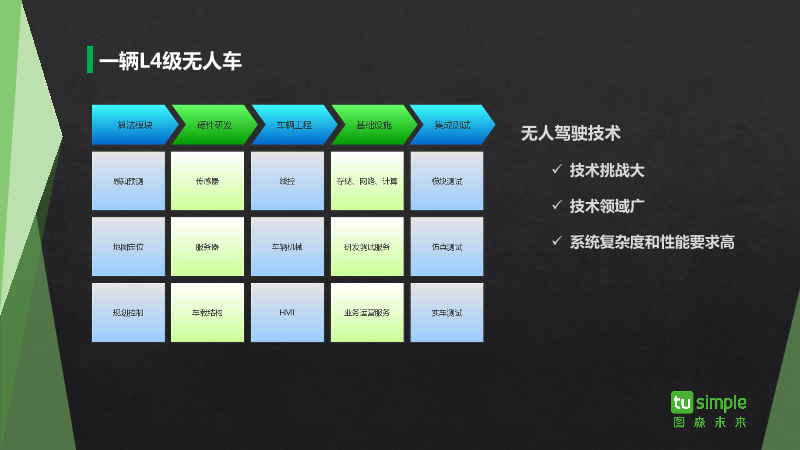 一辆L4级无人车
算法模块 硬件研发 车辆工程 基础设施 集成测试
感知预测 传感器 线控 存储、网络、计算 模块测试
地图定位 服务器 车辆机械 研发测试服务 仿真测试
规划控制 车载结构 HMI 业务运营服务 实车测试
无人驾驶技术
✓ 技术挑战大
✓ 技术领域广
✓ 系统复杂度和性能要求高
tu simple
图森未来